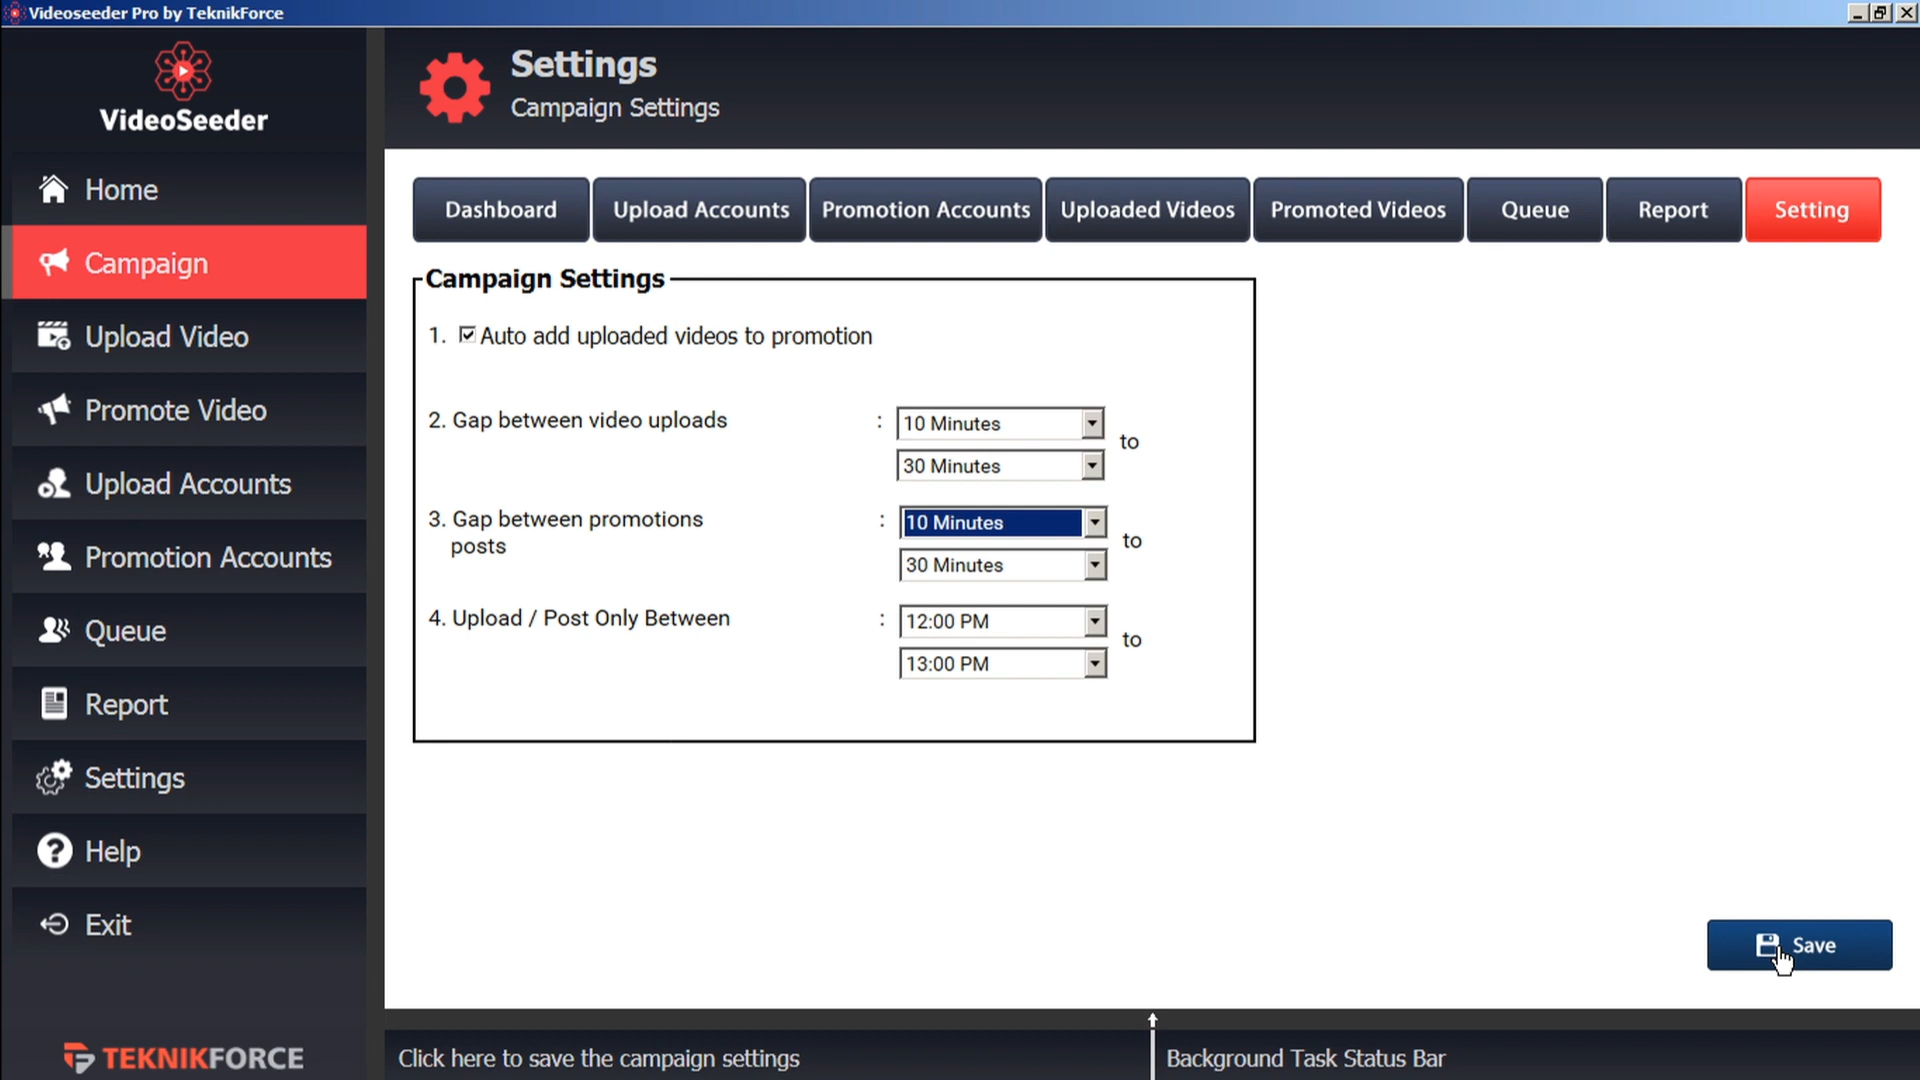 Videoseeder Pro by TeknikForce
VideoSeeder
Home
Campaign
Upload Video
Promote Video
Upload Accounts
Promotion Accounts
Queue
Report
Settings
Help
Exit
TEKNIKFORCE
Settings
Campaign Settings
Dashboard
Upload Accounts
Promotion Accounts
Uploaded Videos
Promoted Videos
Queue
Report
Setting
Campaign Settings
1. Auto add uploaded videos to promotion
2. Gap between video uploads : 10 Minutes
to
30 Minutes
3. Gap between promotions : 10 Minutes
posts
to
30 Minutes
4. Upload / Post Only Between : 12:00 PM
to
13:00 PM
Save
Click here to save the campaign settings
Background Task Status Bar